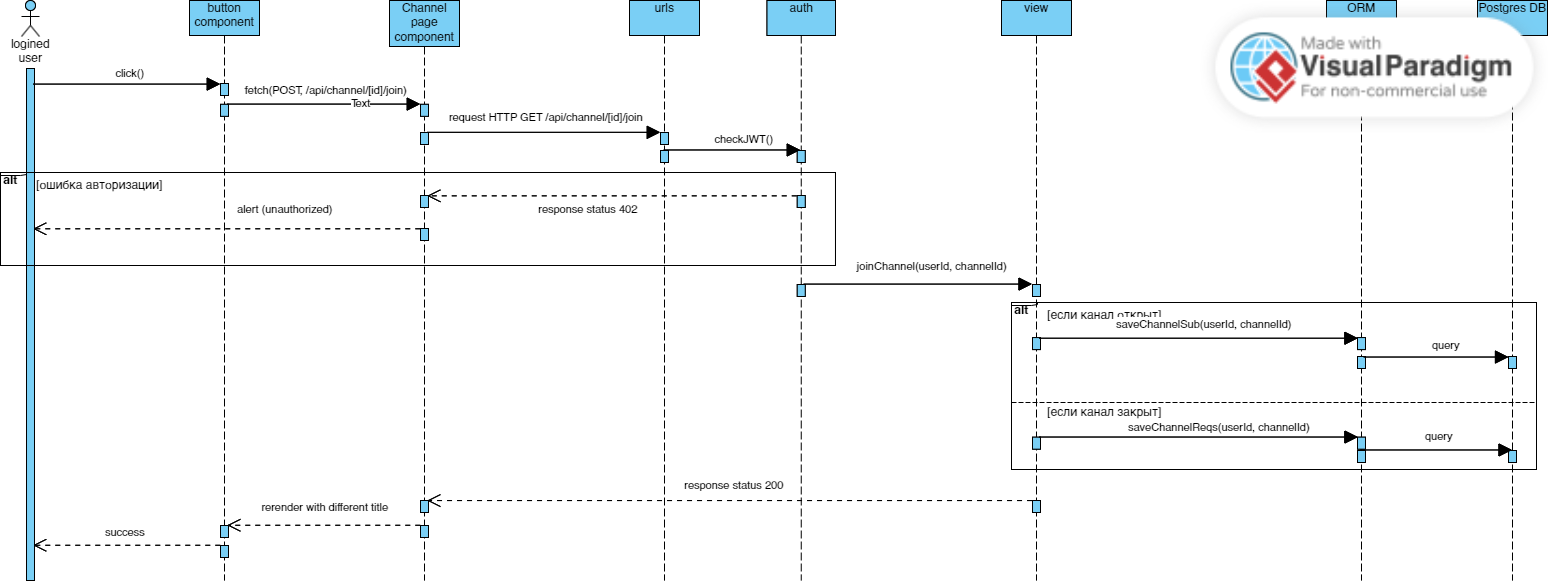 logined
user
button
component
Channel
page
component
urls
auth
view
ORM
Postgres DB
Made with
VisualParadigm
For non-commercial use
click()
fetch(POST, /api/channel/[id]/join)
Text
request HTTP GET /api/channel/[id]/join
checkJWT()
alt
[ошибка авторизации]
response status 402
alert (unauthorized)
joinChannel(userId, channelId)
alt
[если канал открыт]
saveChannelSub(userId, channelId)
query
[если канал закрыт]
saveChannelReqs(userId, channelId)
query
response status 200
rerender with different title
success